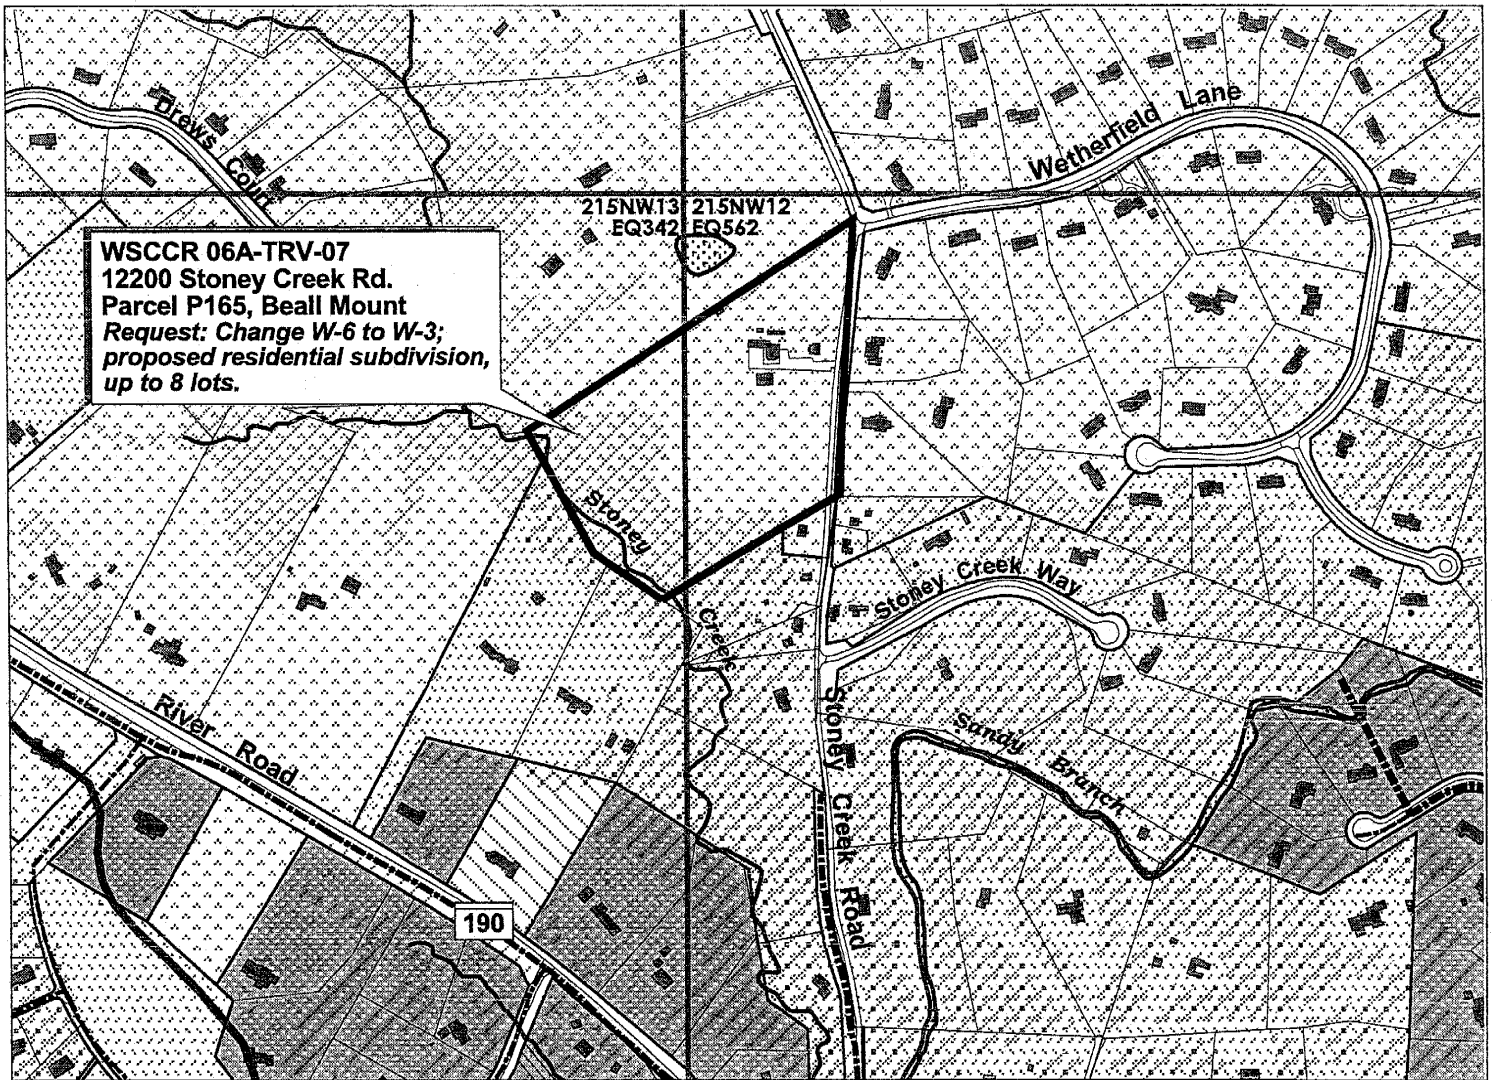 Wetherfield Lane
Drews Court
215NW13 215NW12
EQ342 EQ562
WSCCR 06A-TRV-07
12200 Stoney Creek Rd.
Parcel P165, Beall Mount
Request: Change W-6 to W-3;
proposed residential subdivision,
up to 8 lots.
Stoney Creek
Stoney Creek Way
River Road
Stoney Creek Road
Sandy Branch
190